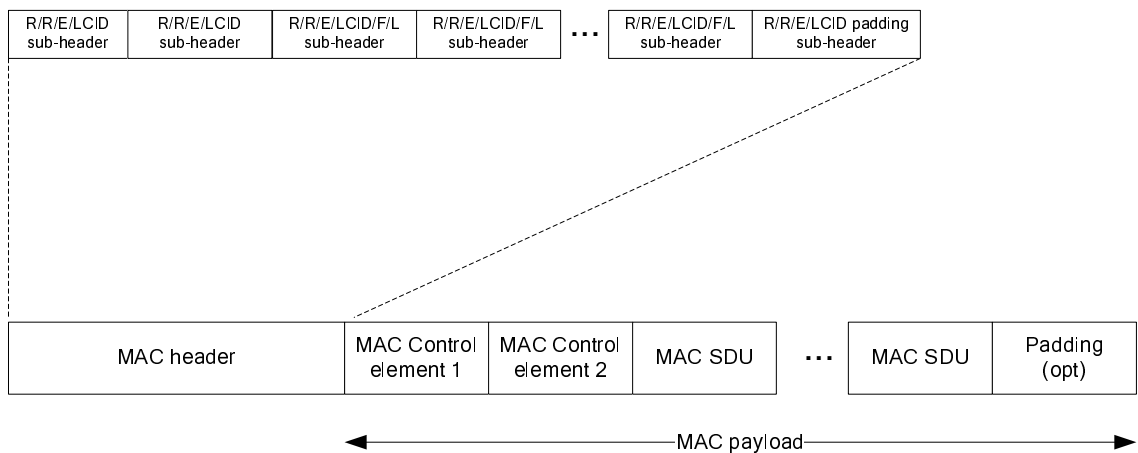 R/R/E/LCID sub-header
R/R/E/LCID sub-header
R/R/E/LCID/F/L sub-header
R/R/E/LCID/F/L sub-header
...
R/R/E/LCID/F/L sub-header
R/R/E/LCID padding sub-header
MAC header
MAC Control element 1
MAC Control element 2
MAC SDU
...
MAC SDU
Padding (opt)
MAC payload